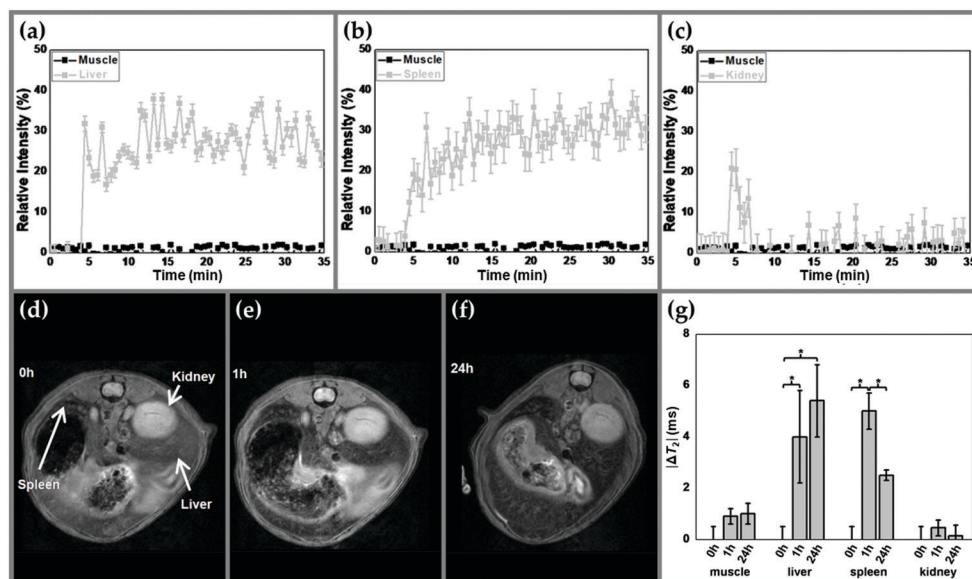 (a)
50
40
30
20
10
0
Relative Intensity (%)
Muscle
Liver
0 5 10 15 20 25 30 35
Time (min)
(b)
50
40
30
20
10
0
Relative Intensity (%)
Muscle
Spleen
0 5 10 15 20 25 30 35
Time (min)
(c)
50
40
30
20
10
0
Relative Intensity (%)
Muscle
Kidney
0 5 10 15 20 25 30 35
Time (min)
(d)
0h
Kidney
Spleen
Liver
(e)
1h
(f)
24h
(g)
8
6
4
2
0
|ΔT₂| (ms)
* * * *
0h 1h 24h 0h 1h 24h 0h 1h 24h 0h 1h 24h
muscle liver spleen kidney